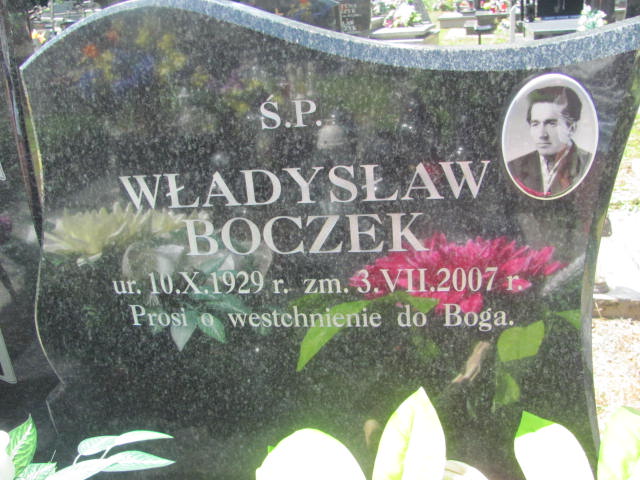 Ś.P.
WŁADYSŁAW
BOCZEK
ur. 10.X.1929 r. zm. 3.VII.2007 r.
Prosi o westchnienie do Boga.